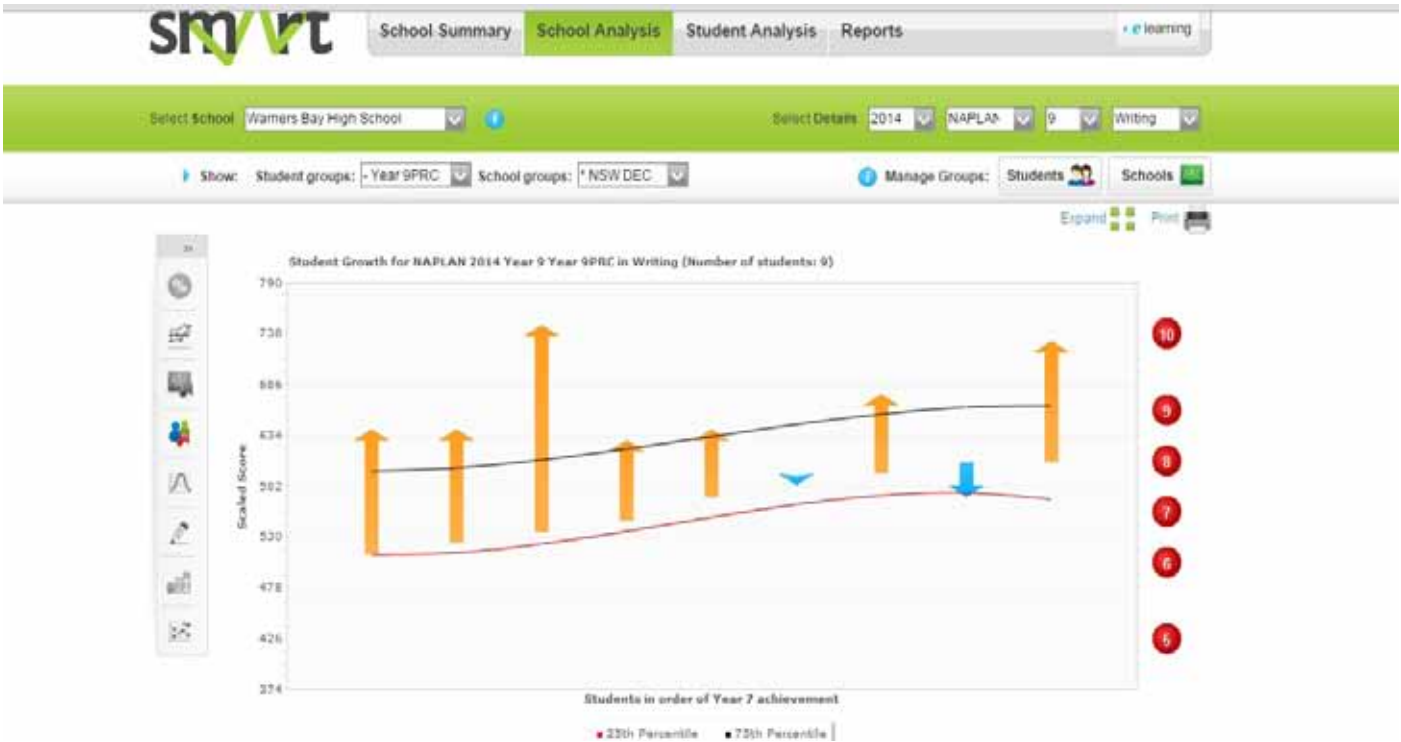 smart
School Summary School Analysis Student Analysis Reports e learning
Select School Warners Bay High School Select Details 2014 NAPLAN 9 Writing
Show: Student groups: - Year 9PRC School groups: * NSW DEC Manage Groups: Students Schools
Expand Print
Student Growth for NAPLAN 2014 Year 9 Year 9PRC in Writing (Number of students: 9)
790
738
686
634
582
530
478
426
374
Scaled Score
10
9
8
7
6
5
Students in order of Year 7 achievement
25th Percentile 75th Percentile